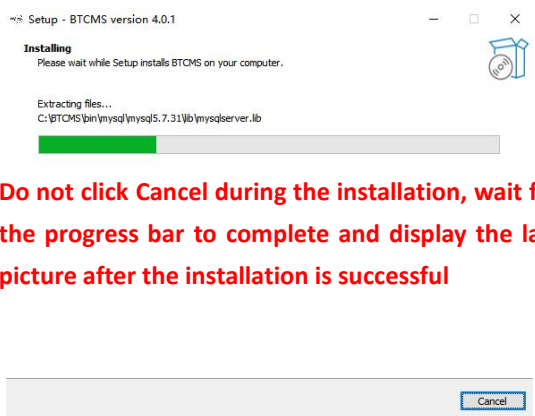 Setup - BTCMS version 4.0.1
Installing
Please wait while Setup installs BTCMS on your computer.
Extracting files...
C:\BTCMS\bin\mysql\mysql5.7.31\lib\mysqlserver.lib
Do not click Cancel during the installation, wait
the progress bar to complete and display the
picture after the installation is successful
Cancel